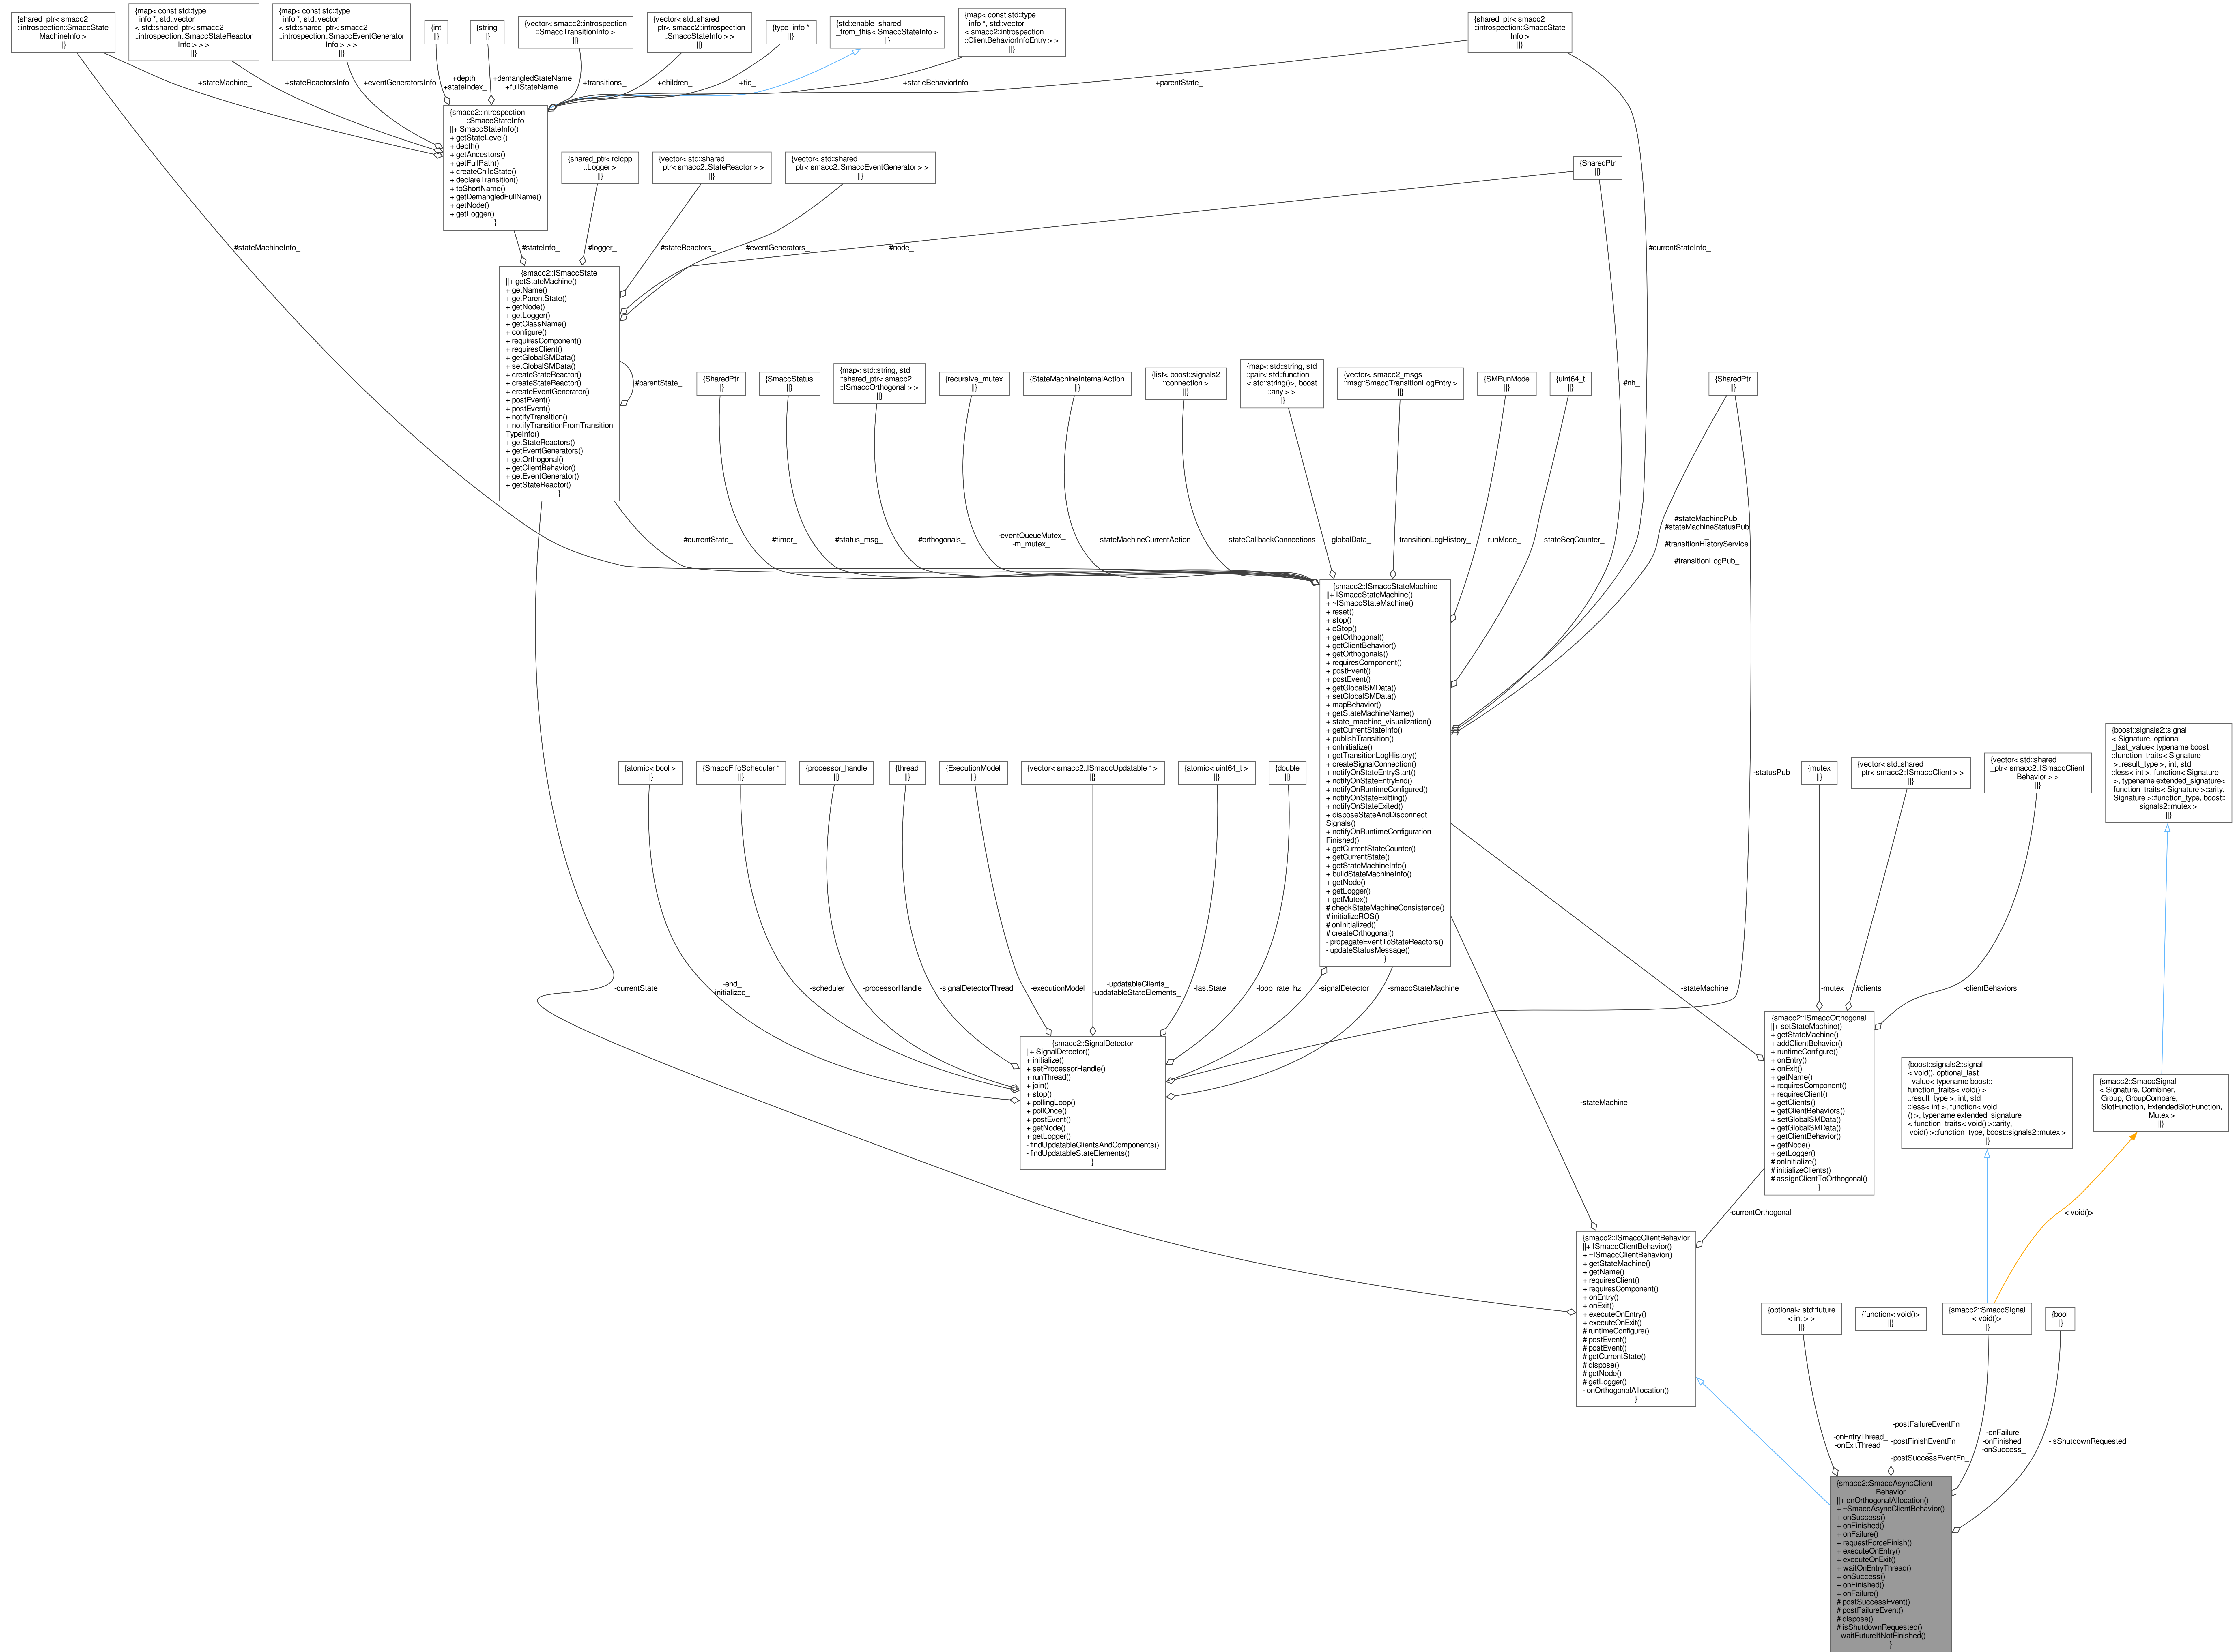 {shared_ptr< smacc2
::introspection::SmaccState
MachineInfo >
||}
{map< const std::type
_info *, std::vector
< std::shared_ptr< smacc2
::introspection::SmaccStateReactor
Info > > >
||}
{map< const std::type
_info *, std::vector
< std::shared_ptr< smacc2
::introspection::SmaccEventGenerator
Info > > >
||}
{int
||}
{string
||}
{vector< smacc2::introspection
::SmaccTransitionInfo >
||}
{vector< std::shared
_ptr< smacc2::introspection
::SmaccStateInfo > >
||}
{type_info *
||}
{std::enable_shared
_from_this< SmaccStateInfo >
||}
{map< const std::type
_info *, std::vector
< smacc2::introspection
::ClientBehaviorInfoEntry > >
||}
{shared_ptr< smacc2
::introspection::SmaccState
Info >
||}
+stateMachine_
+stateReactorsInfo
+eventGeneratorsInfo
+depth_
+stateIndex_
+demangledStateName
+fullStateName
+transitions_
+children_
+tid_
+staticBehaviorInfo
+parentState_
{smacc2::introspection
::SmaccStateInfo
||+ SmaccStateInfo()
+ getStateLevel()
+ depth()
+ getAncestors()
+ getFullPath()
+ createChildState()
+ declareTransition()
+ toShortName()
+ getDemangledFullName()
+ getNode()
+ getLogger()
}
{shared_ptr< rclcpp
::Logger >
||}
{vector< std::shared
_ptr< smacc2::StateReactor > >
||}
{vector< std::shared
_ptr< smacc2::SmaccEventGenerator > >
||}
{SharedPtr
||}
#stateMachineInfo_
#stateInfo_
#logger_
#stateReactors_
#eventGenerators_
#node_
#currentStateInfo_
{smacc2::ISmaccState
||+ getStateMachine()
+ getName()
+ getParentState()
+ getNode()
+ getLogger()
+ getClassName()
+ configure()
+ requiresComponent()
+ requiresClient()
+ getGlobalSMData()
+ setGlobalSMData()
+ createStateReactor()
+ createStateReactor()
+ createEventGenerator()
+ postEvent()
+ postEvent()
+ notifyTransition()
+ notifyTransitionFromTransition
TypeInfo()
+ getStateReactors()
+ getEventGenerators()
+ getOrthogonal()
+ getClientBehavior()
+ getEventGenerator()
+ getStateReactor()
}
#parentState_
{SharedPtr
||}
{SmaccStatus
||}
{map< std::string, std
::shared_ptr< smacc2
::ISmaccOrthogonal > >
||}
{recursive_mutex
||}
{StateMachineInternalAction
||}
{list< boost::signals2
::connection >
||}
{map< std::string, std
::pair< std::function
< std::string()>, boost
::any > >
||}
{vector< smacc2_msgs
::msg::SmaccTransitionLogEntry >
||}
{SMRunMode
||}
{uint64_t
||}
#nh_
{SharedPtr
||}
#currentState_
#timer_
#status_msg_
#orthogonals_
-eventQueueMutex_
-m_mutex_
-stateMachineCurrentAction
-stateCallbackConnections
-globalData_
-transitionLogHistory_
-runMode_
-stateSeqCounter_
#stateMachinePub_
#stateMachineStatusPub
_
#transitionHistoryService
_
#transitionLogPub_
{smacc2::ISmaccStateMachine
||+ ISmaccStateMachine()
+ ~ISmaccStateMachine()
+ reset()
+ stop()
+ eStop()
+ getOrthogonal()
+ getClientBehavior()
+ getOrthogonals()
+ requiresComponent()
+ postEvent()
+ postEvent()
+ getGlobalSMData()
+ setGlobalSMData()
+ mapBehavior()
+ getStateMachineName()
+ state_machine_visualization()
+ getCurrentStateInfo()
+ publishTransition()
+ onInitialize()
+ getTransitionLogHistory()
+ createSignalConnection()
+ notifyOnStateEntryStart()
+ notifyOnStateEntryEnd()
+ notifyOnRuntimeConfigured()
+ notifyOnStateExitting()
+ notifyOnStateExited()
+ disposeStateAndDisconnect
Signals()
+ notifyOnRuntimeConfiguration
Finished()
+ getCurrentStateCounter()
+ getCurrentState()
+ getStateMachineInfo()
+ buildStateMachineInfo()
+ getNode()
+ getLogger()
+ getMutex()
# checkStateMachineConsistence()
# initializeROS()
# onInitialized()
# createOrthogonal()
- propagateEventToStateReactors()
- updateStatusMessage()
}
{atomic< bool >
||}
{SmaccFifoScheduler *
||}
{processor_handle
||}
{thread
||}
{ExecutionModel
||}
{vector< smacc2::ISmaccUpdatable * >
||}
{atomic< uint64_t >
||}
{double
||}
-statusPub_
{mutex
||}
{vector< std::shared
_ptr< smacc2::ISmaccClient > >
||}
{vector< std::shared
_ptr< smacc2::ISmaccClient
Behavior > >
||}
{boost::signals2::signal
< Signature, optional
_last_value< typename boost
::function_traits< Signature
>::result_type >, int, std
::less< int >, function< Signature
>, typename extended_signature<
function_traits< Signature >::arity,
Signature >::function_type, boost::
signals2::mutex >
||}
-currentState
-end_
-initialized_
-scheduler_
-processorHandle_
-signalDetectorThread_
-executionModel_
-updatableClients_
-updatableStateElements_
-lastState_
-loop_rate_hz
-signalDetector_
-smaccStateMachine_
-stateMachine_
-mutex_
#clients_
-clientBehaviors_
{smacc2::SignalDetector
||+ SignalDetector()
+ initialize()
+ setProcessorHandle()
+ runThread()
+ join()
+ stop()
+ pollingLoop()
+ pollOnce()
+ postEvent()
+ getNode()
+ getLogger()
- findUpdatableClientsAndComponents()
- findUpdatableStateElements()
}
{smacc2::ISmaccOrthogonal
||+ setStateMachine()
+ getStateMachine()
+ addClientBehavior()
+ runtimeConfigure()
+ onEntry()
+ onExit()
+ getName()
+ requiresComponent()
+ requiresClient()
+ getClients()
+ getClientBehaviors()
+ setGlobalSMData()
+ getGlobalSMData()
+ getClientBehavior()
+ getNode()
+ getLogger()
# onInitialize()
# initializeClients()
# assignClientToOrthogonal()
}
{boost::signals2::signal
< void(), optional_last
_value< typename boost::
function_traits< void() >
::result_type >, int, std
::less< int >, function< void
() >, typename extended_signature
< function_traits< void() >::arity,
void() >::function_type, boost::signals2::mutex >
||}
{smacc2::SmaccSignal
< Signature, Combiner,
Group, GroupCompare,
SlotFunction, ExtendedSlotFunction,
Mutex >
||}
-stateMachine_
-currentOrthogonal
< void()>
{smacc2::ISmaccClientBehavior
||+ ISmaccClientBehavior()
+ ~ISmaccClientBehavior()
+ getStateMachine()
+ getName()
+ requiresClient()
+ requiresComponent()
+ onEntry()
+ onExit()
+ executeOnEntry()
+ executeOnExit()
# runtimeConfigure()
# postEvent()
# postEvent()
# getCurrentState()
# dispose()
# getNode()
# getLogger()
- onOrthogonalAllocation()
}
{optional< std::future
< int > >
||}
{function< void()>
||}
{smacc2::SmaccSignal
< void()>
||}
{bool
||}
-onEntryThread_
-onExitThread_
-postFailureEventFn
_
-postFinishEventFn
_
-postSuccessEventFn_
-onFailure_
-onFinished_
-onSuccess_
-isShutdownRequested_
{smacc2::SmaccAsyncClient
Behavior
||+ onOrthogonalAllocation()
+ ~SmaccAsyncClientBehavior()
+ onSuccess()
+ onFinished()
+ onFailure()
+ requestForceFinish()
+ executeOnEntry()
+ executeOnExit()
+ waitOnEntryThread()
+ onSuccess()
+ onFinished()
+ onFailure()
# postSuccessEvent()
# postFailureEvent()
# dispose()
# isShutdownRequested()
- waitFutureIfNotFinished()
}